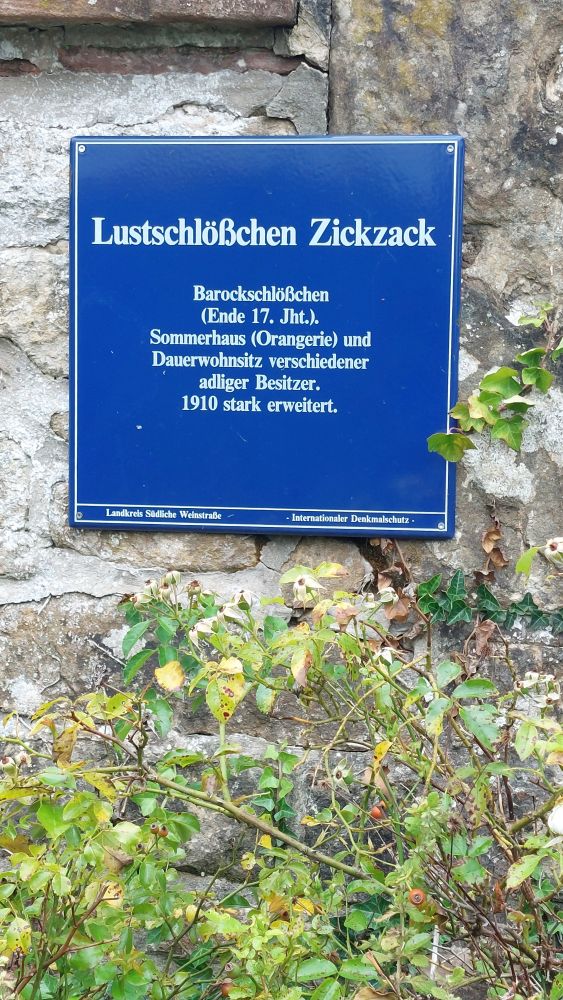 Lustschlößchen Zickzack
Barockschlößchen
(Ende 17. Jht.).
Sommerhaus (Orangerie) und
Dauerwohnsitz verschiedener
adliger Besitzer.
1910 stark erweitert.
Landkreis Südliche Weinstraße - Internationaler Denkmalschutz -